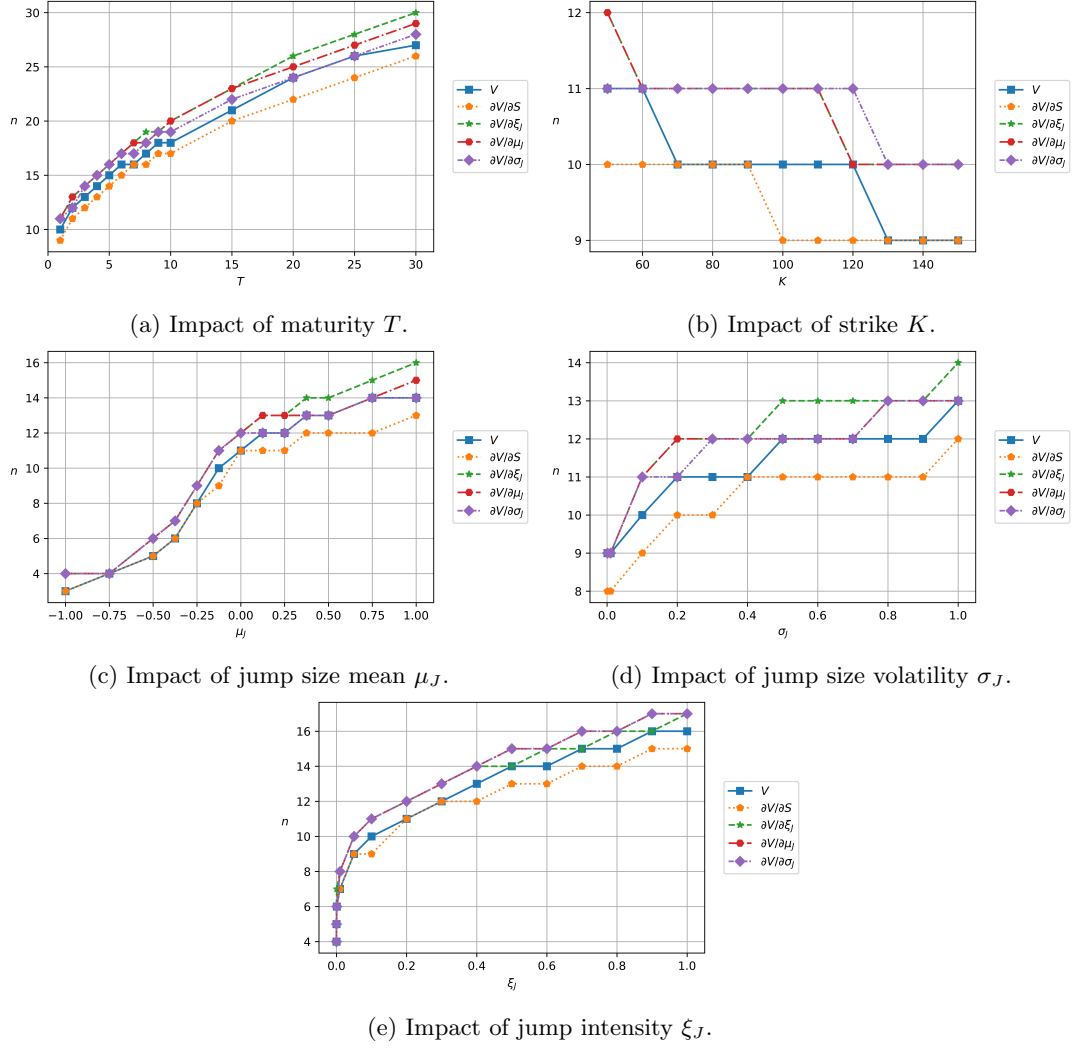 30
25
20
15
10
n
0
5
10
15
20
25
30
T
V
∂V/∂S
∂V/∂ξJ
∂V/∂μJ
∂V/∂σJ
(a) Impact of maturity T.
12
11
10
9
n
60
80
100
120
140
K
V
∂V/∂S
∂V/∂ξJ
∂V/∂μJ
∂V/∂σJ
(b) Impact of strike K.
16
14
12
10
8
6
4
n
−1.00
−0.75
−0.50
−0.25
0.00
0.25
0.50
0.75
1.00
μJ
V
∂V/∂S
∂V/∂ξJ
∂V/∂μJ
∂V/∂σJ
(c) Impact of jump size mean μJ.
14
13
12
11
10
9
8
n
0.0
0.2
0.4
0.6
0.8
1.0
σJ
V
∂V/∂S
∂V/∂ξJ
∂V/∂μJ
∂V/∂σJ
(d) Impact of jump size volatility σJ.
16
14
12
10
8
6
4
n
0.0
0.2
0.4
0.6
0.8
1.0
ξJ
V
∂V/∂S
∂V/∂ξJ
∂V/∂μJ
∂V/∂σJ
(e) Impact of jump intensity ξJ.